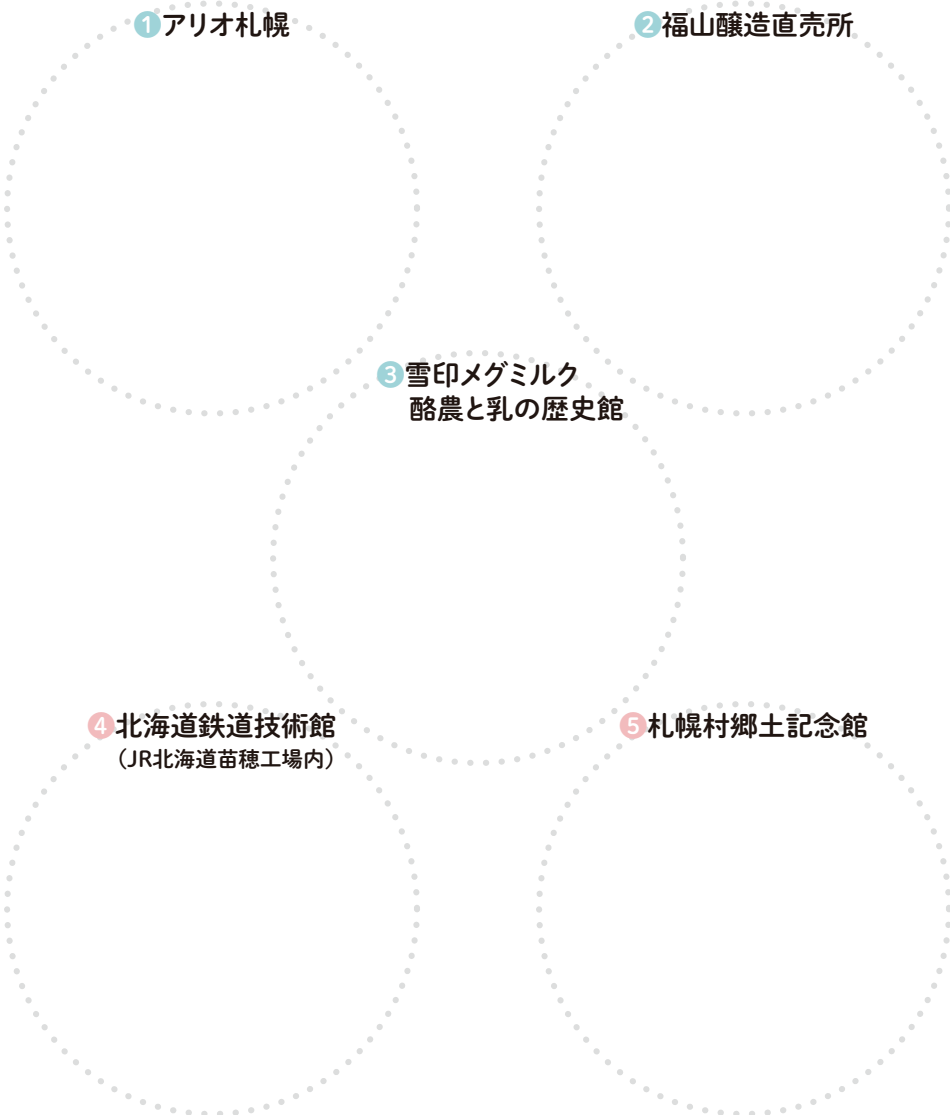 1アリオ札幌
2福山醸造直売所
3雪印メグミルク
酪農と乳の歴史館
4北海道鉄道技術館
（JR北海道苗穂工場内）
5札幌村郷土記念館